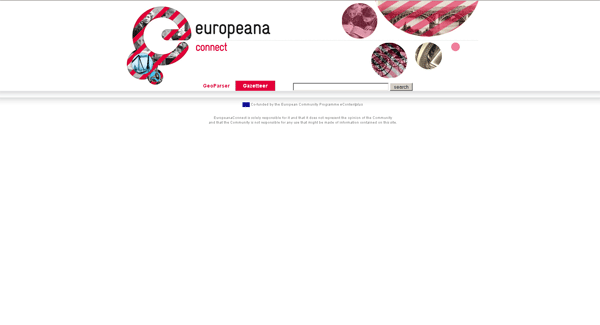 europeana
connect
GeoParser Gazetteer search
Co-funded by the European Community Programme eContentplus
EuropeanaConnect is solely responsible for it and that it does not represent the opinion of the Community
and that the Community is not responsible for any use that might be made of information contained on the site.